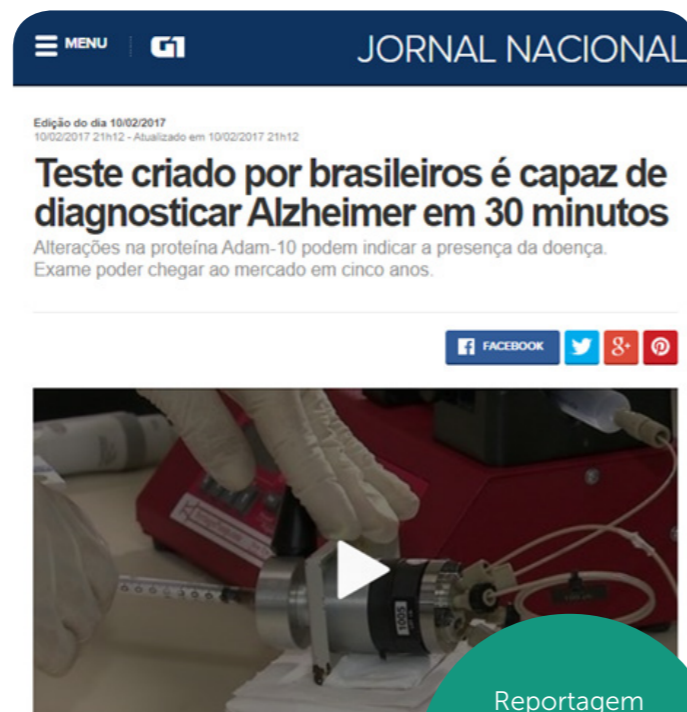 MENU
G1
JORNAL NACIONAL
Edição do dia 10/02/2017
10/02/2017 21h12 - Atualizado em 10/02/2017 21h12
Teste criado por brasileiros é capaz de
diagnosticar Alzheimer em 30 minutos
Alterações na proteína Adam-10 podem indicar a presença da doença.
Exame poder chegar ao mercado em cinco anos.
FACEBOOK
8+
1005
Reportagem